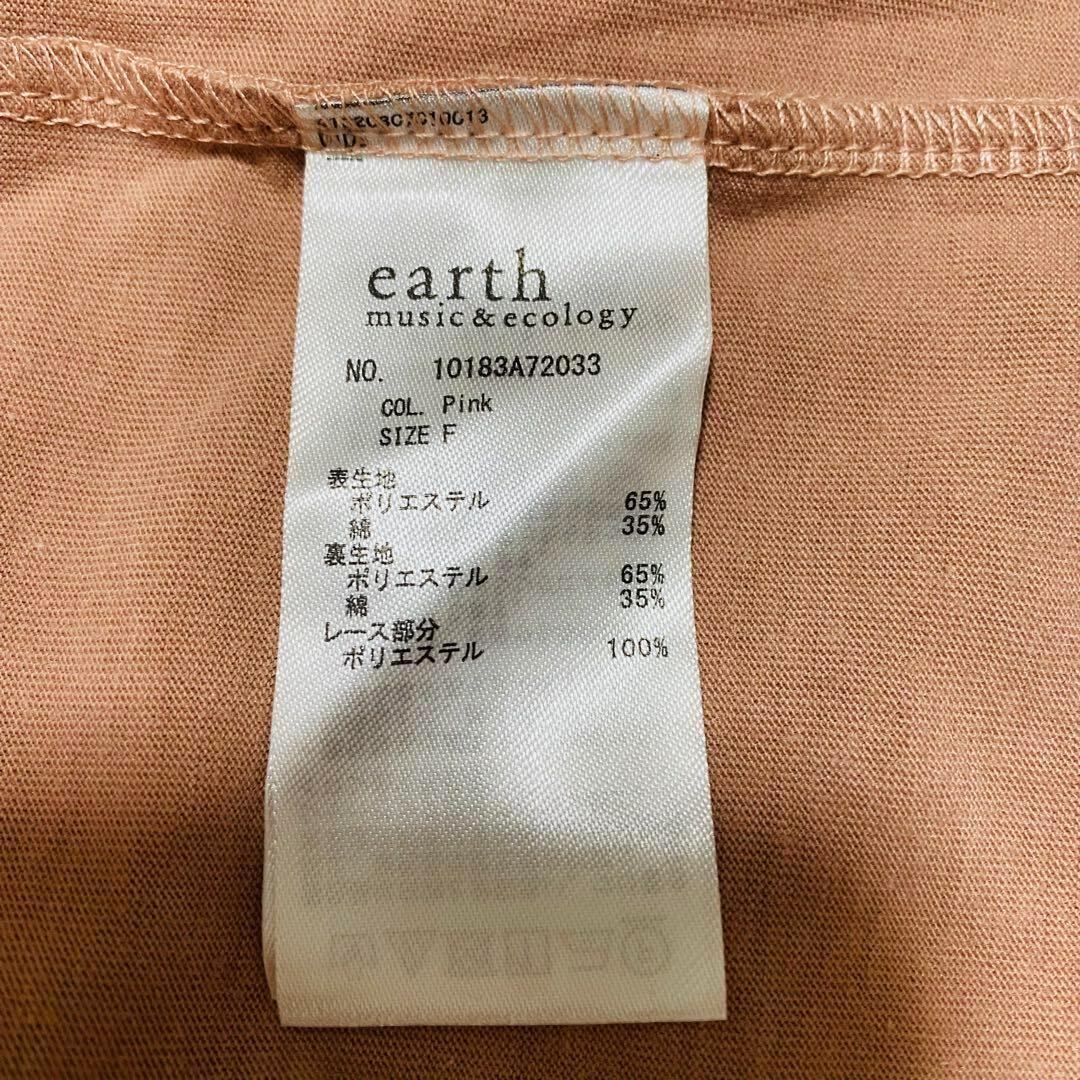 earth
music & ecology
NO. 10183A72033
COL. Pink
SIZE F
表生地
ポリエステル 65%
綿 35%
裏生地
ポリエステル 65%
綿 35%
レース部分
ポリエステル 100%